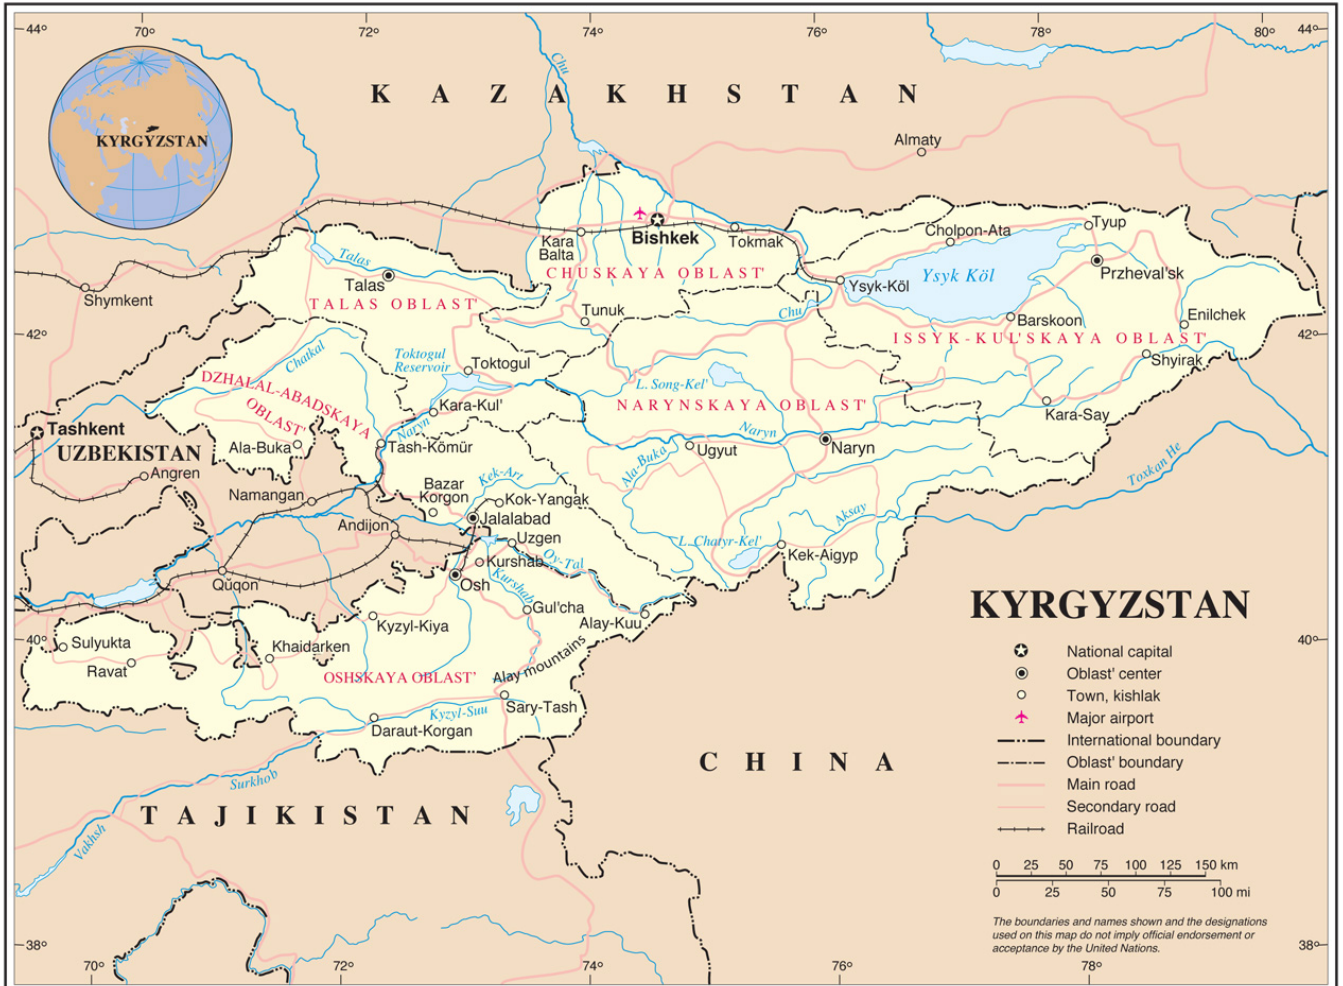 44° 70° 72° 74° 76° 78° 80° 44°
Chu
KAZAKHSTAN
KYRGYZSTAN
Almaty
Tyup
Cholpon-Ata
Kara
Balta
Bishkek
Tokmak
Talas
Ysyk Köl
Przheval'sk
CHUSKAYA OBLAST'
Talas
Ysyk-Köl
Shymkent
TALAS OBLAST'
Tunuk
Chu
Barskoon
Enilchek
42°
42°
ISSYK-KUL'SKAYA OBLAST'
Chatkal
Toktogul
Reservoir
Toktogul
Shyirak
DZHALAL-ABADSKAYA
OBLAST'
L. Song-Kel'
Kara-Kul'
NARYNSKAYA OBLAST'
Kara-Say
Tashkent
Naryn
Naryn
UZBEKISTAN
Ala-Buka
Tash-Kömür
Ala-Buka
Ugyut
Naryn
Toxkan He
Angren
Kek-Art
Namangan
Bazar
Korgon
Kok-Yangak
Andijon
Jalalabad
Aksay
Uzgen
L. Chatyr-Kel'
Kek-Aigyp
Oy-Tal
Kurshab
Quqon
Osh
Kurshab
Gul'cha
KYRGYZSTAN
Kyzyl-Kiya
Alay-Kuu
40°
Sulyukta
Khaidarken
40°
Ravat
OSHSKAYA OBLAST'
Alay mountains
Sary-Tash
Kyzyl-Suu
Daraut-Korgan
National capital
Oblast' center
Town, kishlak
Major airport
International boundary
Oblast' boundary
Main road
Secondary road
Railroad
CHINA
Surkhob
TAJIKISTAN
Vakhsh
0 25 50 75 100 125 150 km
0 25 50 75 100 mi
The boundaries and names shown and the designations
used on this map do not imply official endorsement or
acceptance by the United Nations.
38°
38°
70° 72° 74° 76° 78°